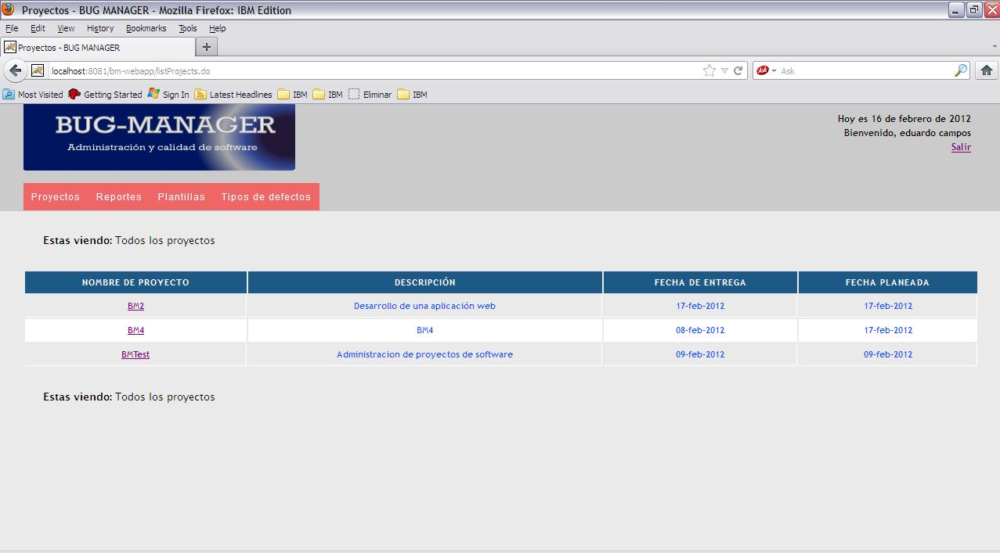 Proyectos - BUG MANAGER - Mozilla Firefox: IBM Edition
File Edit View History Bookmarks Tools Help
Proyectos - BUG MANAGER
localhost:8081/bm-webapp/listProjects.do
Ask Ask
Most Visited Getting Started Sign In Latest Headlines IBM IBM Eliminar IBM
BUG-MANAGER
Administración y calidad de software
Hoy es 16 de febrero de 2012
Bienvenido, eduardo campos
Salir
Proyectos Reportes Plantillas Tipos de defectos
Estas viendo: Todos los proyectos
NOMBRE DE PROYECTO DESCRIPCIÓN FECHA DE ENTREGA FECHA PLANEADA
BM2 Desarrollo de una aplicación web 17-feb-2012 17-feb-2012
BM4 BM4 08-feb-2012 17-feb-2012
BMTest Administracion de proyectos de software 09-feb-2012 09-feb-2012
Estas viendo: Todos los proyectos